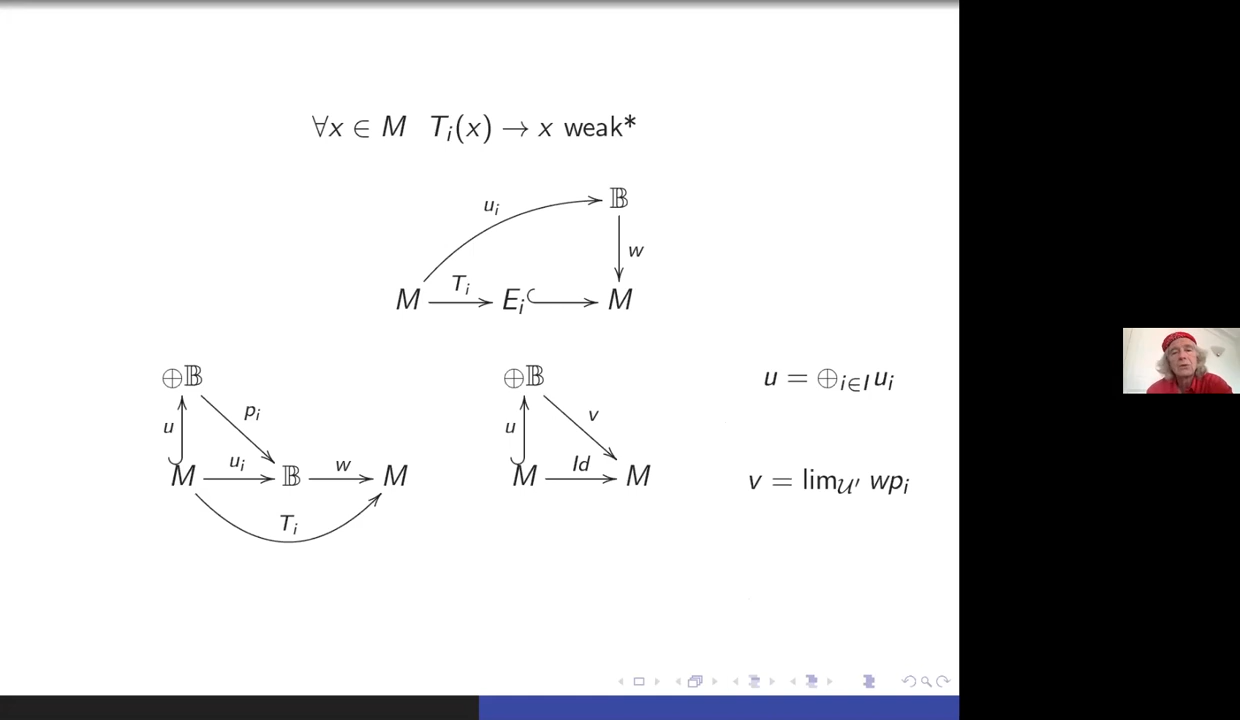 ∀x ∈ M T_i(x) → x weak*
u_i 𝔹
w
M T_i E_i M
⊕𝔹 ⊕𝔹
p_i v u = ⊕_{i∈I} u_i
u u
M u_i 𝔹 w M M Id M v = lim_{𝒰′} wp_i
T_i